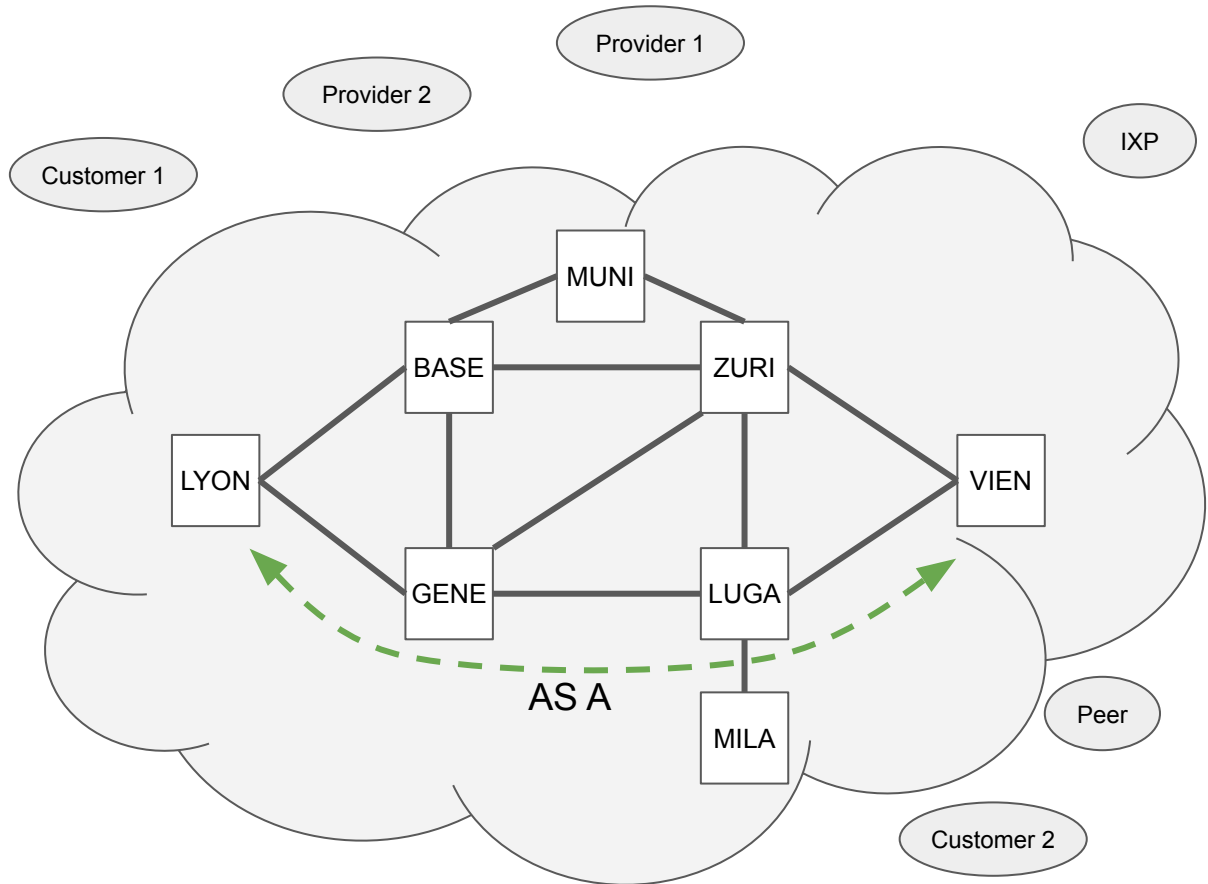 Provider 1
Provider 2
IXP
Customer 1
MUNI
BASE
ZURI
LYON
VIEN
GENE
LUGA
AS A
Peer
MILA
Customer 2